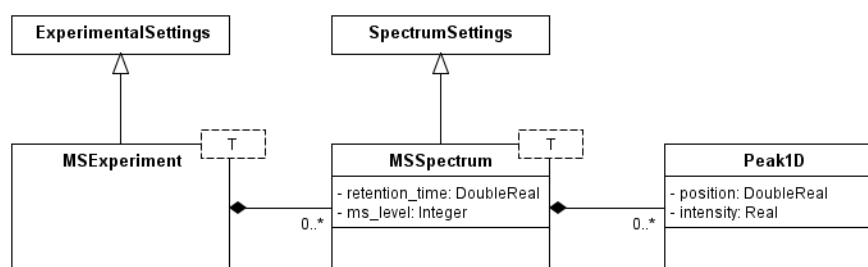 ExperimentalSettings
SpectrumSettings
T
MSExperiment
T
MSSpectrum
- retention_time: DoubleReal
- ms_level: Integer
Peak1D
- position: DoubleReal
- intensity: Real
0..*
0..*